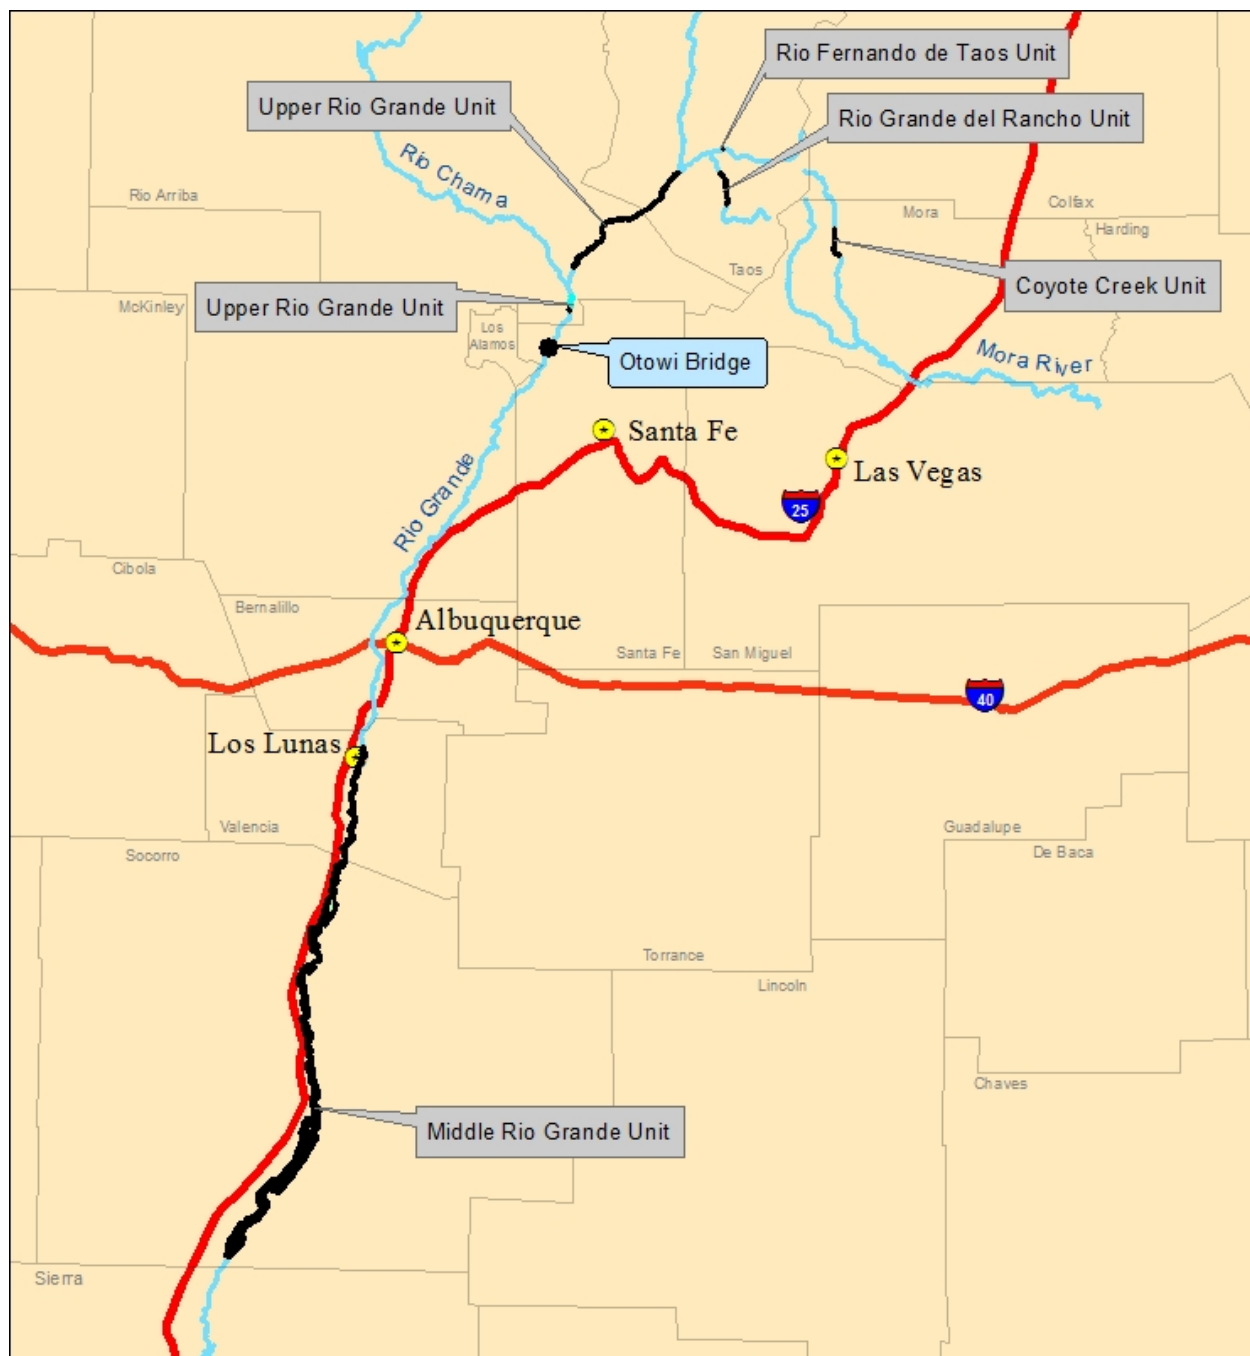 Rio Fernando de Taos Unit
Upper Rio Grande Unit
Rio Grande del Rancho Unit
Rio Chama
Rio Arriba
Colfax
Mora
Harding
Taos
Coyote Creek Unit
McKinley
Upper Rio Grande Unit
Los
Alamos
Otowi Bridge
Mora River
Santa Fe
Las Vegas
Rio Grande
25
Cibola
Bernalillo
Albuquerque
Santa Fe
San Miguel
40
Los Lunas
Valencia
Guadalupe
Socorro
De Baca
Torrance
Lincoln
Chaves
Middle Rio Grande Unit
Sierra